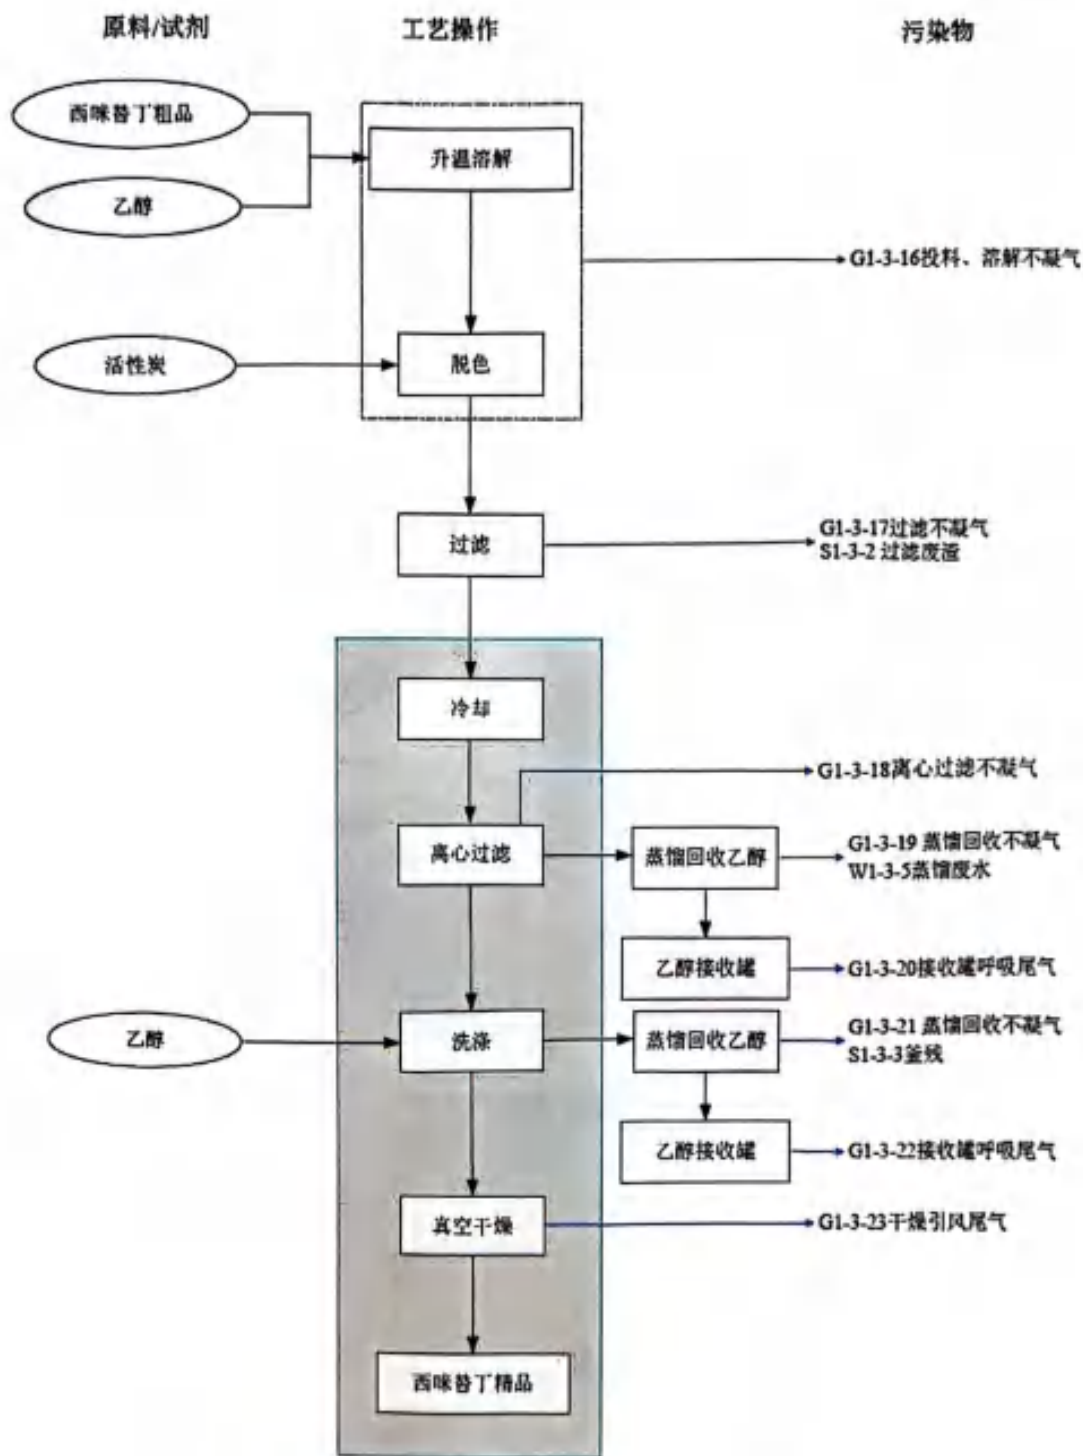 原料/试剂
工艺操作
污染物
西咪替丁粗品
升温溶解
乙醇
G1-3-16投料、溶解不凝气
活性炭
脱色
过滤
G1-3-17过滤不凝气
S1-3-2 过滤废渣
冷却
G1-3-18离心过滤不凝气
离心过滤
蒸馏回收乙醇
G1-3-19 蒸馏回收不凝气
W1-3-5蒸馏废水
乙醇接收罐
G1-3-20接收罐呼吸尾气
乙醇
洗涤
蒸馏回收乙醇
G1-3-21 蒸馏回收不凝气
S1-3-3釜残
乙醇接收罐
G1-3-22接收罐呼吸尾气
真空干燥
G1-3-23干燥引风尾气
西咪替丁精品